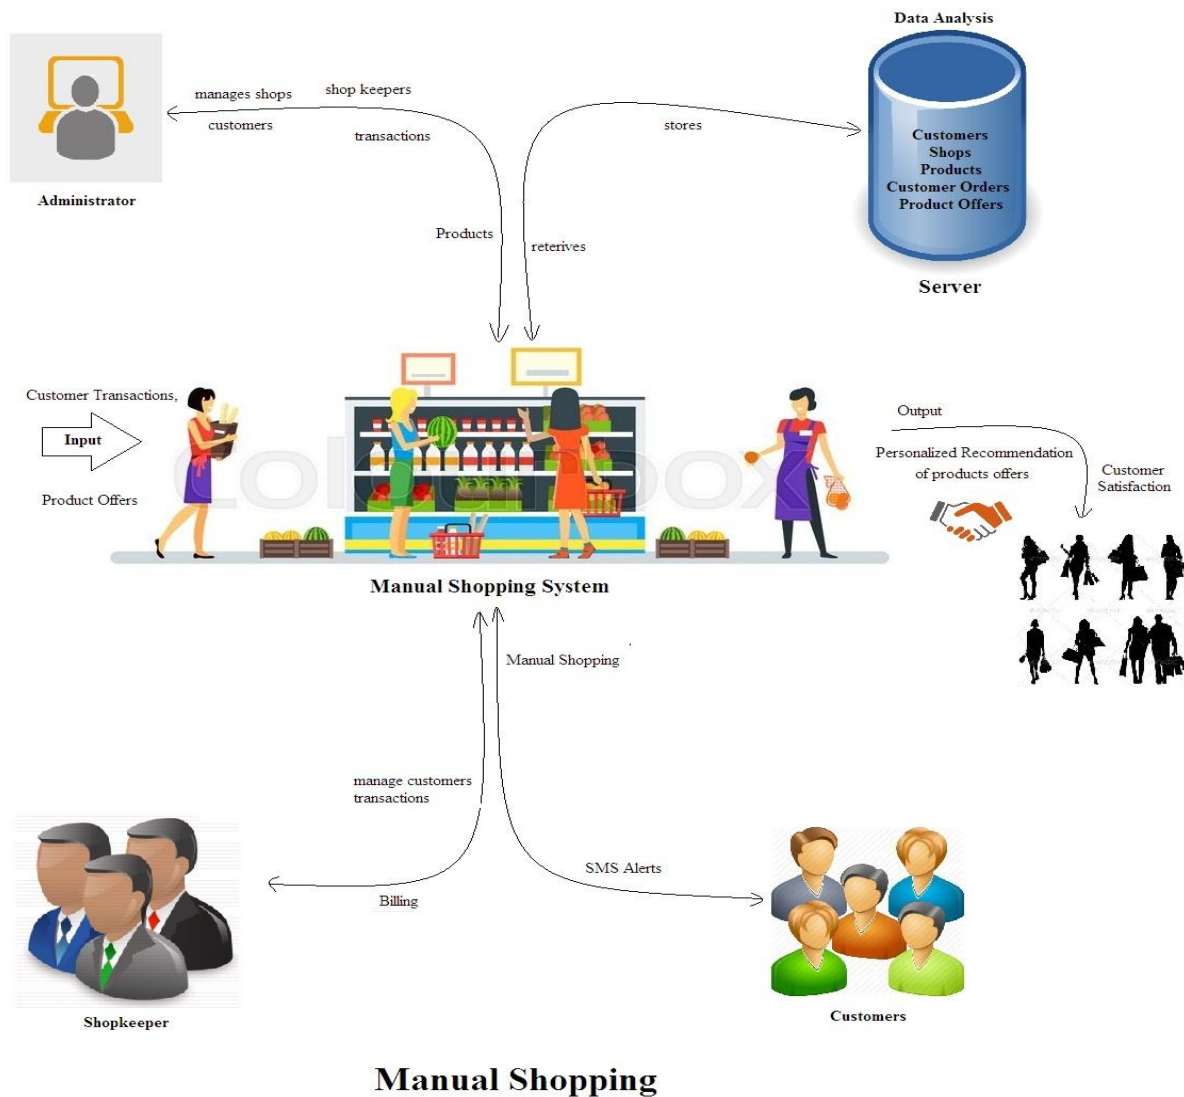 Data Analysis
manages shops
shop keepers
customers
transactions
stores
Customers
Shops
Products
Customer Orders
Product Offers
Administrator
Products
reterives
Server
Customer Transactions,
Input
Product Offers
colourbox
Output
Personalized Recommendation
of products offers
Customer
Satisfaction
Manual Shopping System
Manual Shopping
manage customers
transactions
SMS Alerts
Billing
Shopkeeper
Customers
Manual Shopping